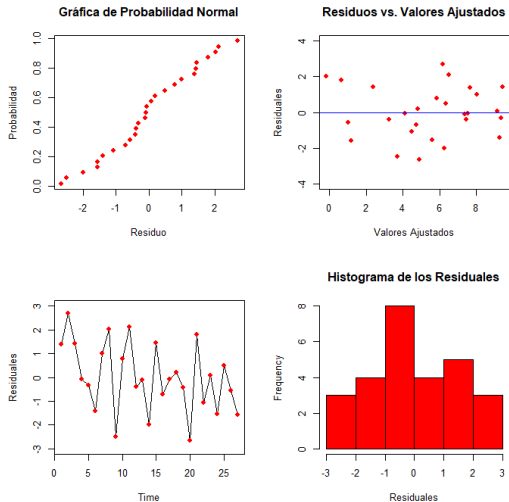 Gráfica de Probabilidad Normal
Probabilidad
0.0 0.2 0.4 0.6 0.8 1.0
-2 -1 0 1 2
Residuo
Residuos vs. Valores Ajustados
Residuales
-4 -2 0 2 4
0 2 4 6 8
Valores Ajustados
Residuales
-3 -2 -1 0 1 2 3
0 5 10 15 20 25
Time
Histograma de los Residuales
Frequency
0 2 4 6 8
-3 -2 -1 0 1 2 3
Residuales